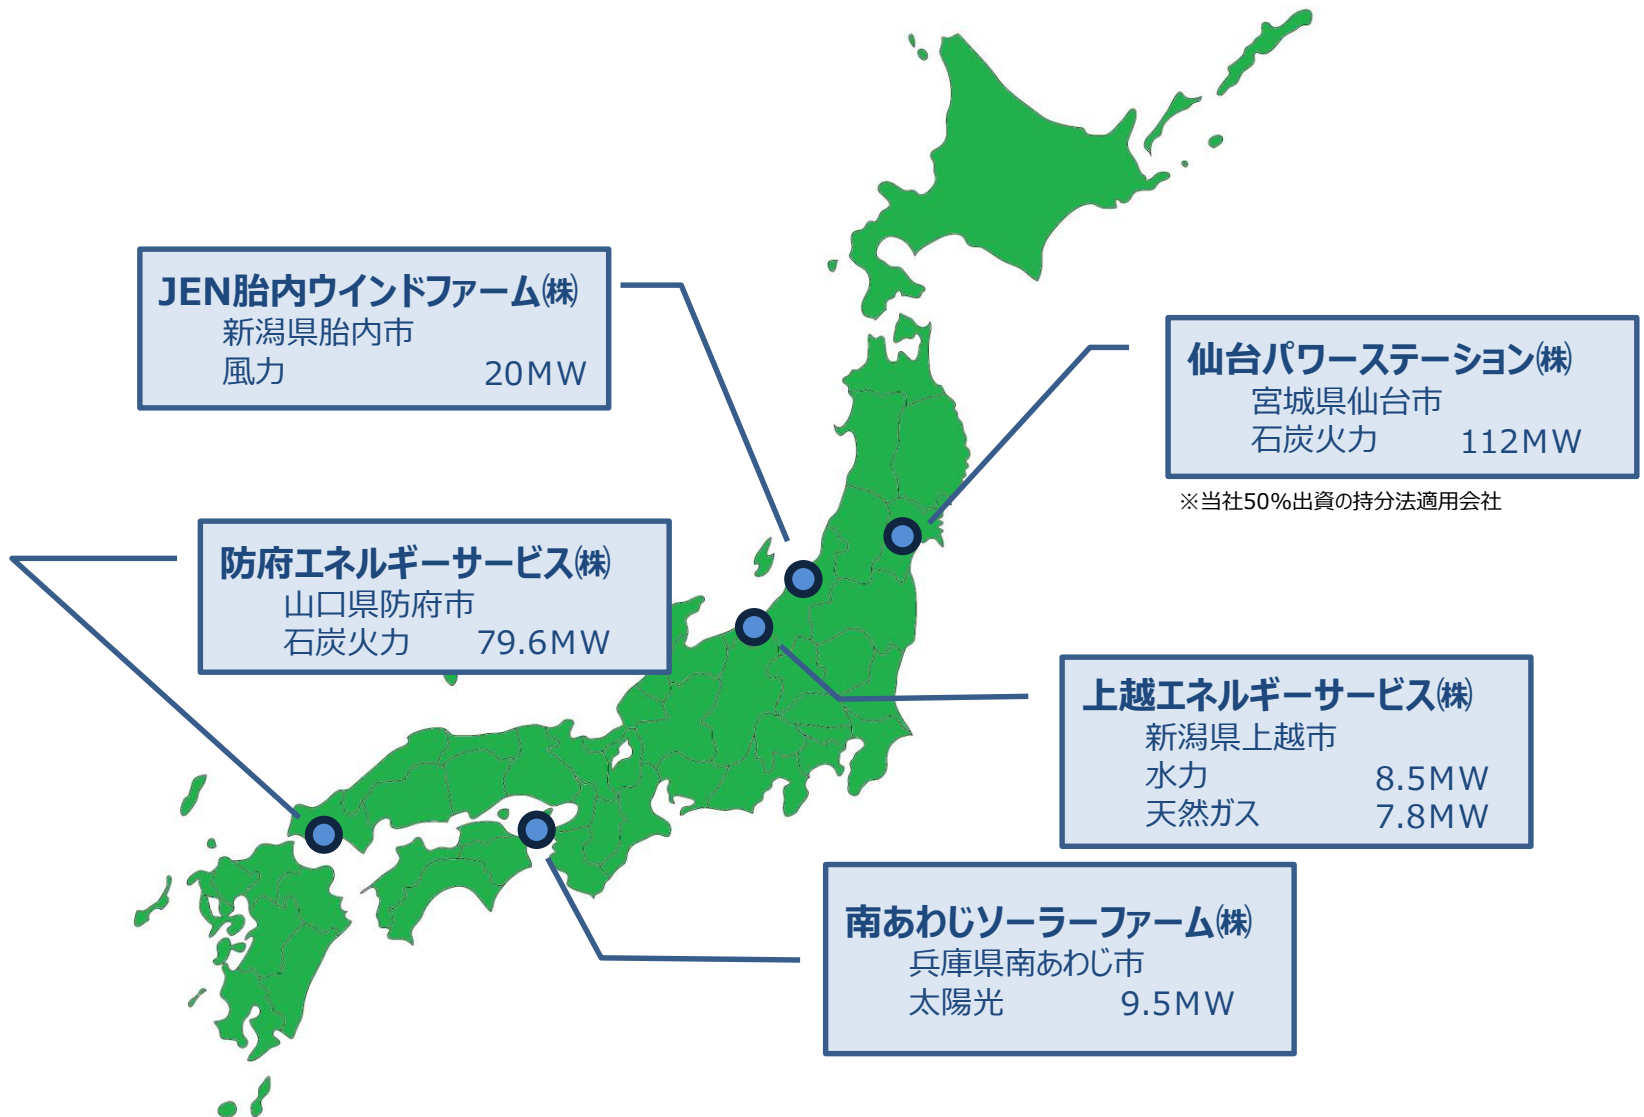 JEN胎内ウインドファーム㈱
新潟県胎内市
風力 20MW
仙台パワーステーション㈱
宮城県仙台市
石炭火力 112MW
※当社50%出資の持分法適用会社
防府エネルギーサービス㈱
山口県防府市
石炭火力 79.6MW
上越エネルギーサービス㈱
新潟県上越市
水力 8.5MW
天然ガス 7.8MW
南あわじソーラーファーム㈱
兵庫県南あわじ市
太陽光 9.5MW